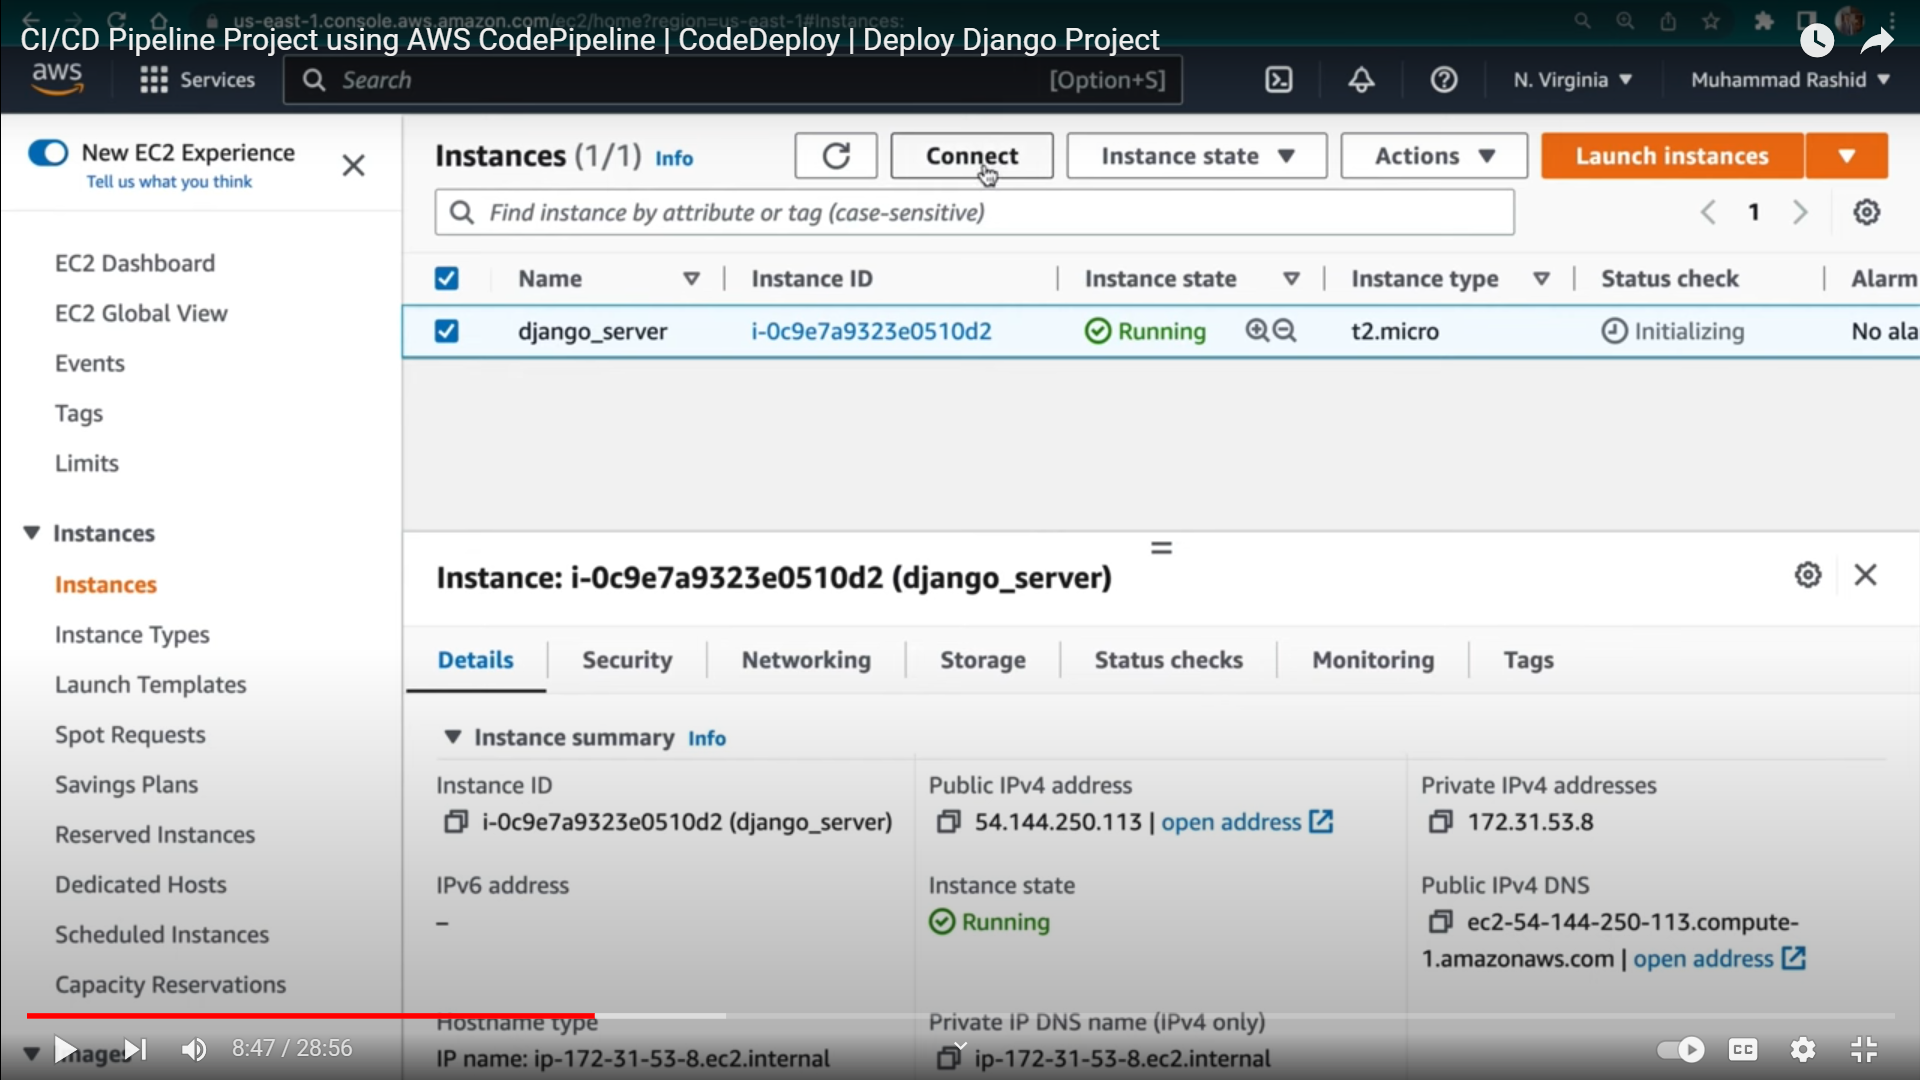 us-east-1.console.aws.amazon.com/ec2/home?region=us-east-1#Instances:
CI/CD Pipeline Project using AWS CodePipeline | CodeDeploy | Deploy Django Project
aws
Services
Search
[Option+S]
N. Virginia
Muhammad Rashid
New EC2 Experience
Tell us what you think
EC2 Dashboard
EC2 Global View
Events
Tags
Limits
Instances
Instances
Instance Types
Launch Templates
Spot Requests
Savings Plans
Reserved Instances
Dedicated Hosts
Scheduled Instances
Capacity Reservations
Instances (1/1) Info
Connect
Instance state
Actions
Launch instances
Find instance by attribute or tag (case-sensitive)
1
Name
Instance ID
Instance state
Instance type
Status check
Alarm
django_server
i-0c9e7a9323e0510d2
Running
t2.micro
Initializing
No ala
Instance: i-0c9e7a9323e0510d2 (django_server)
Details
Security
Networking
Storage
Status checks
Monitoring
Tags
Instance summary Info
Instance ID
i-0c9e7a9323e0510d2 (django_server)
Public IPv4 address
54.144.250.113 | open address
Private IPv4 addresses
172.31.53.8
IPv6 address
–
Instance state
Running
Public IPv4 DNS
ec2-54-144-250-113.compute-
1.amazonaws.com | open address
Hostname type
IP name: ip-172-31-53-8.ec2.internal
Private IP DNS name (IPv4 only)
ip-172-31-53-8.ec2.internal
8:47 / 28:56
CC